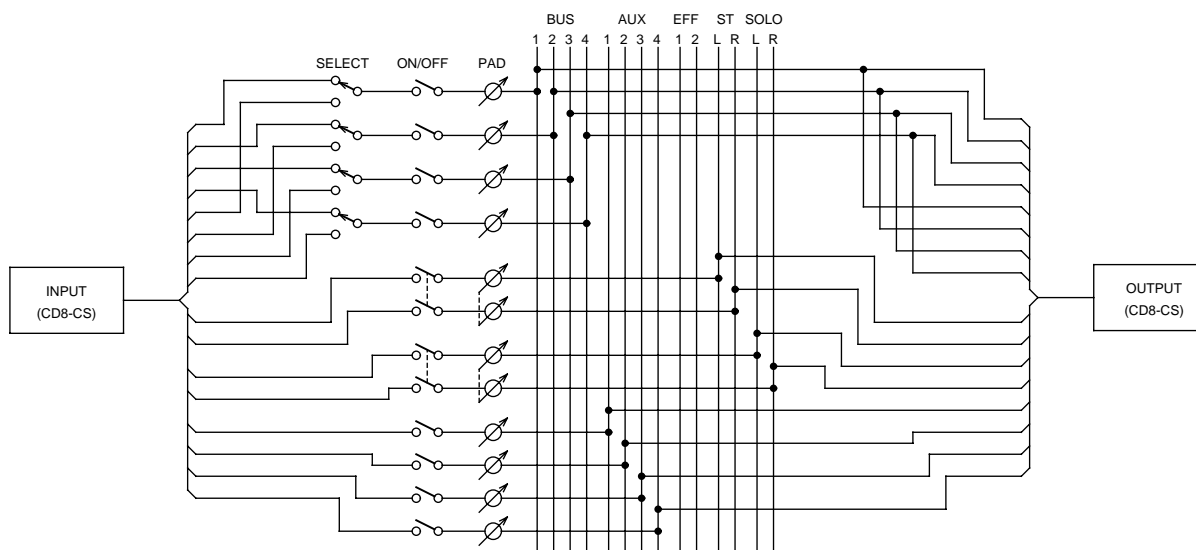 BUS AUX EFF ST SOLO
1 2 3 4 1 2 3 4 1 2 L R L R
SELECT ON/OFF PAD
INPUT
(CD8-CS)
OUTPUT
(CD8-CS)